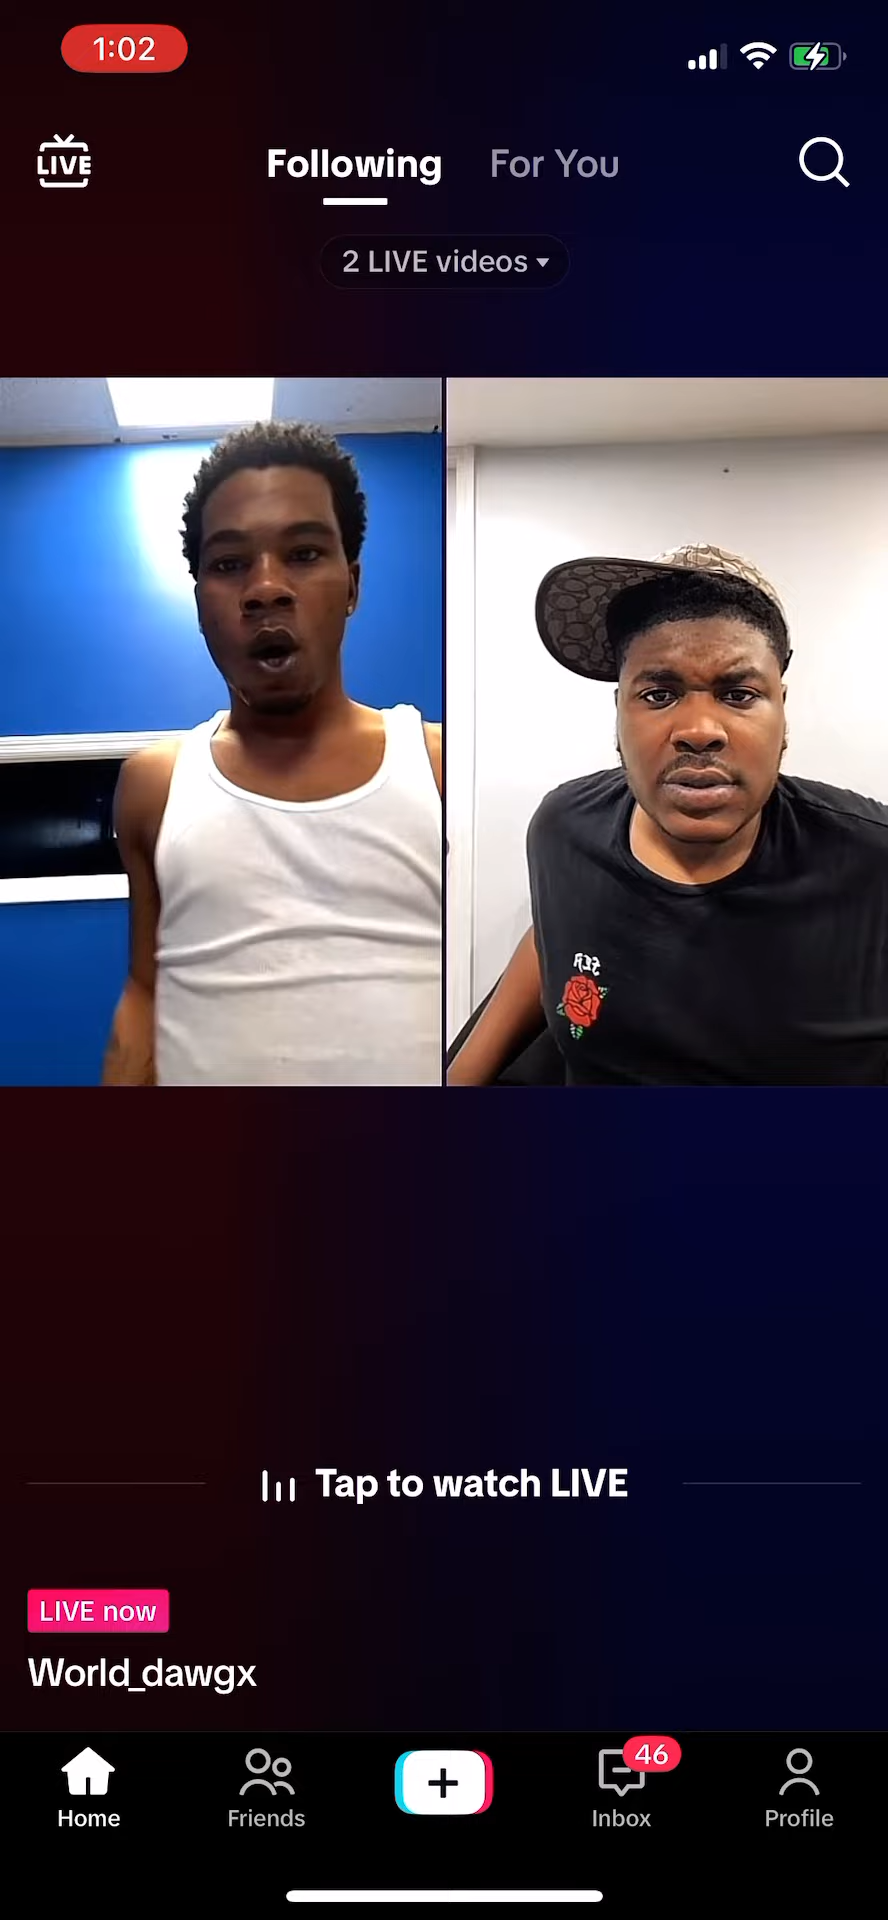 1:02
LIVE
Following
For You
2 LIVE videos
Tap to watch LIVE
LIVE now
World_dawgx
46
Home
Friends
Inbox
Profile